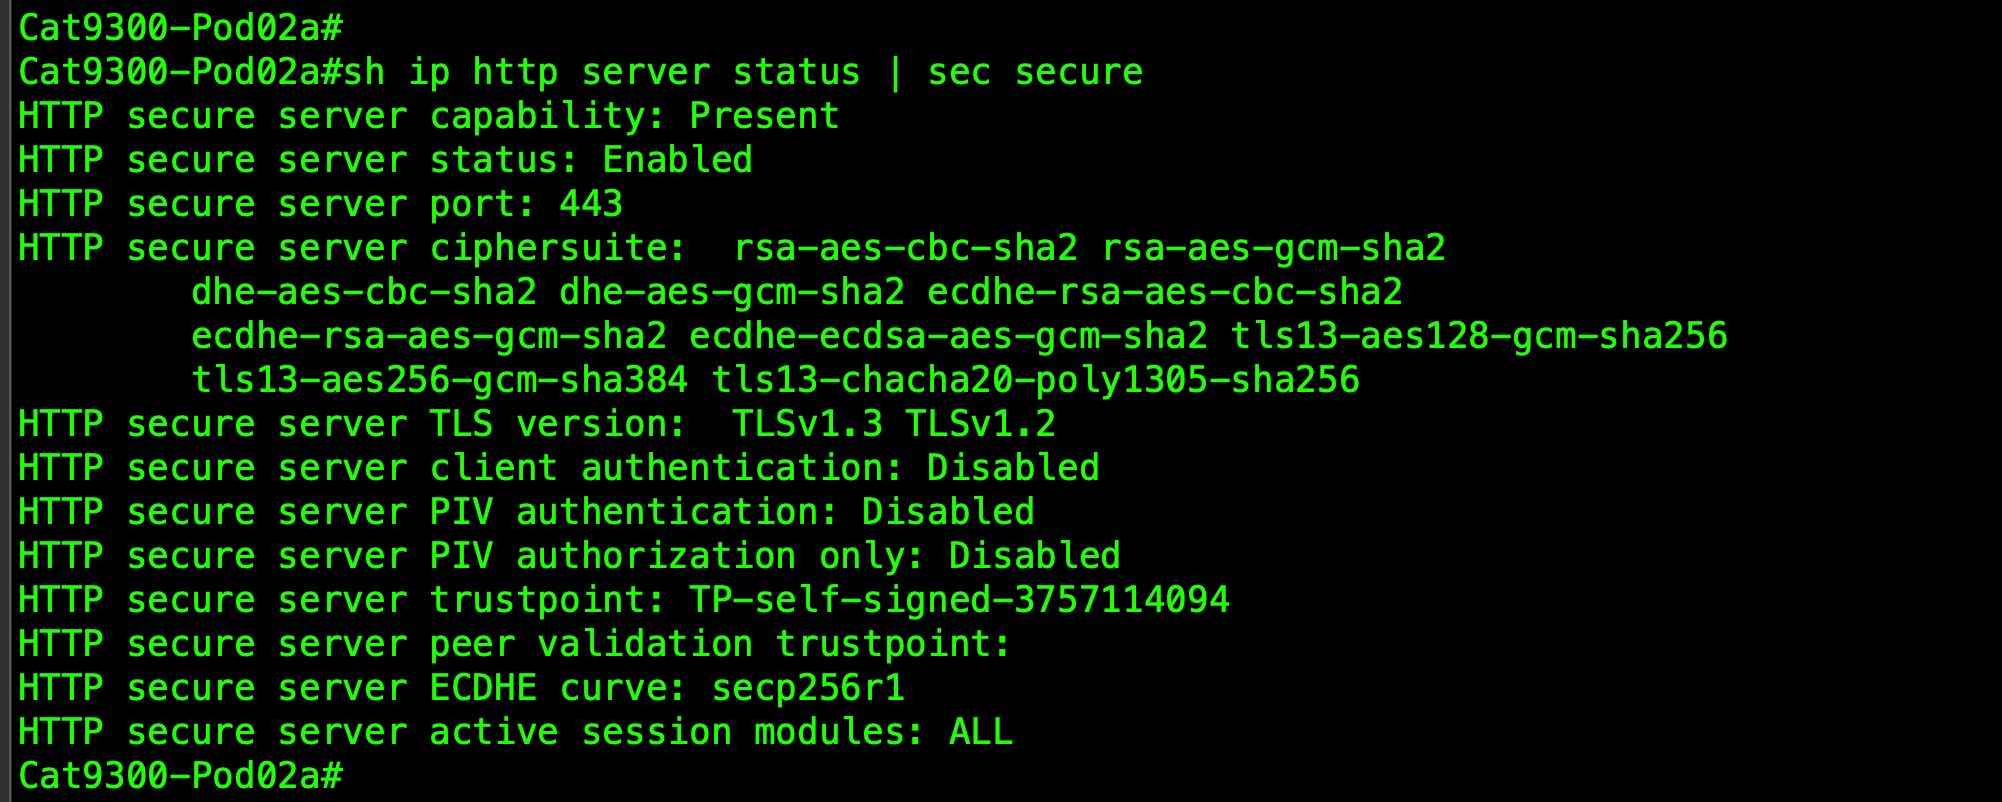 Cat9300-Pod02a#
Cat9300-Pod02a#sh ip http server status | sec secure
HTTP secure server capability: Present
HTTP secure server status: Enabled
HTTP secure server port: 443
HTTP secure server ciphersuite:  rsa-aes-cbc-sha2 rsa-aes-gcm-sha2
        dhe-aes-cbc-sha2 dhe-aes-gcm-sha2 ecdhe-rsa-aes-cbc-sha2
        ecdhe-rsa-aes-gcm-sha2 ecdhe-ecdsa-aes-gcm-sha2 tls13-aes128-gcm-sha256
        tls13-aes256-gcm-sha384 tls13-chacha20-poly1305-sha256
HTTP secure server TLS version:  TLSv1.3 TLSv1.2
HTTP secure server client authentication: Disabled
HTTP secure server PIV authentication: Disabled
HTTP secure server PIV authorization only: Disabled
HTTP secure server trustpoint: TP-self-signed-3757114094
HTTP secure server peer validation trustpoint:
HTTP secure server ECDHE curve: secp256r1
HTTP secure server active session modules: ALL
Cat9300-Pod02a#